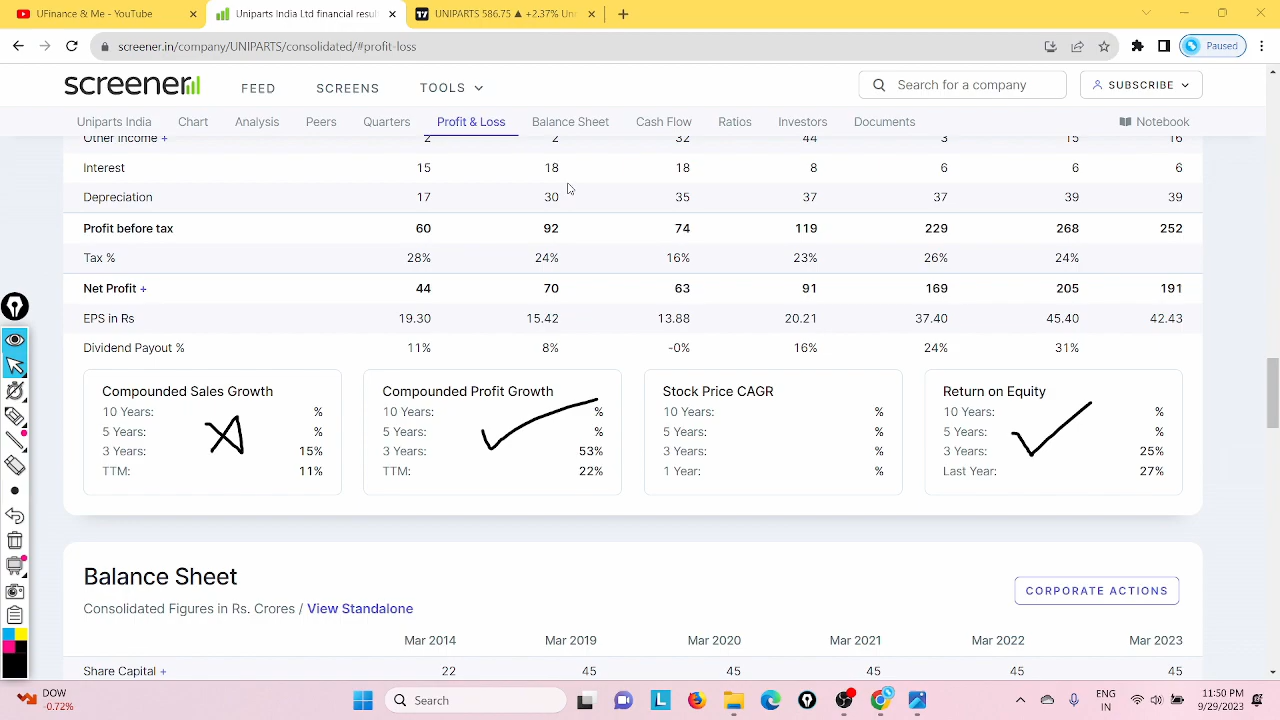 UFinance & Me - YouTube
Uniparts India Ltd financial result
UNIPARTS 586.75 ▲ +2.37% Un
screener.in/company/UNIPARTS/consolidated/#profit-loss
Paused
screener
FEED SCREENS TOOLS
Search for a company
SUBSCRIBE
Uniparts India Chart Analysis Peers Quarters Profit & Loss Balance Sheet Cash Flow Ratios Investors Documents Notebook
Other Income + 2 2 32 44 3 15 16
Interest 15 18 18 8 6 6 6
Depreciation 17 30 35 37 37 39 39
Profit before tax 60 92 74 119 229 268 252
Tax % 28% 24% 16% 23% 26% 24%
Net Profit + 44 70 63 91 169 205 191
EPS in Rs 19.30 15.42 13.88 20.21 37.40 45.40 42.43
Dividend Payout % 11% 8% -0% 16% 24% 31%
Compounded Sales Growth
10 Years: %
5 Years: %
3 Years: 15%
TTM: 11%
Compounded Profit Growth
10 Years: %
5 Years: %
3 Years: 53%
TTM: 22%
Stock Price CAGR
10 Years: %
5 Years: %
3 Years: %
1 Year: %
Return on Equity
10 Years: %
5 Years: %
3 Years: 25%
Last Year: 27%
Balance Sheet
CORPORATE ACTIONS
Consolidated Figures in Rs. Crores / View Standalone
Mar 2014 Mar 2019 Mar 2020 Mar 2021 Mar 2022 Mar 2023
Share Capital + 22 45 45 45 45 45
DOW
-0.72%
Search
ENG
IN
11:50 PM
9/29/2023